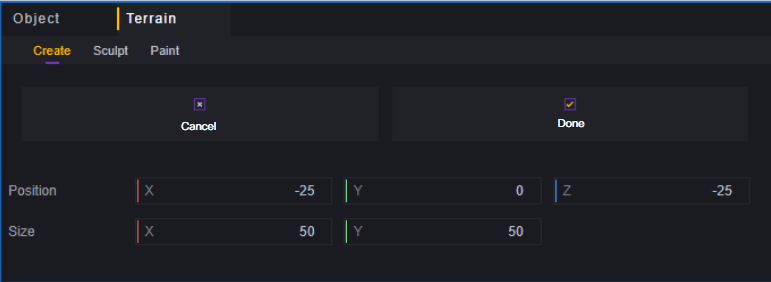 Object Terrain
Create Sculpt Paint
Cancel Done
Position X -25 Y 0 Z -25
Size X 50 Y 50